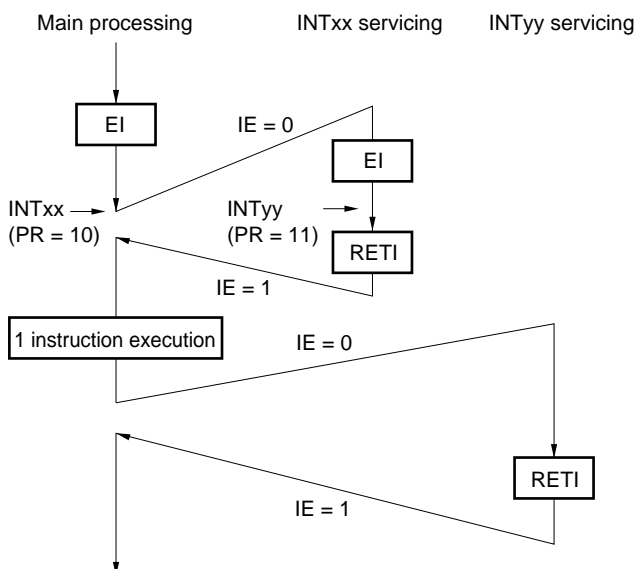 Main processing
INTxx servicing
INTyy servicing
EI
IE = 0
EI
INTxx
(PR = 10)
INTyy
(PR = 11)
RETI
IE = 1
1 instruction execution
IE = 0
RETI
IE = 1